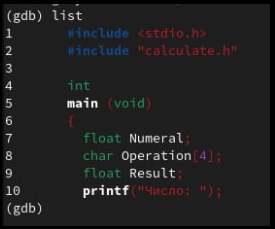 (gdb) list
1 #include <stdio.h>
2 #include "calculate.h"
3
4 int
5 main (void)
6 {
7 float Numeral;
8 char Operation[4];
9 float Result;
10 printf("Число: ");
(gdb)